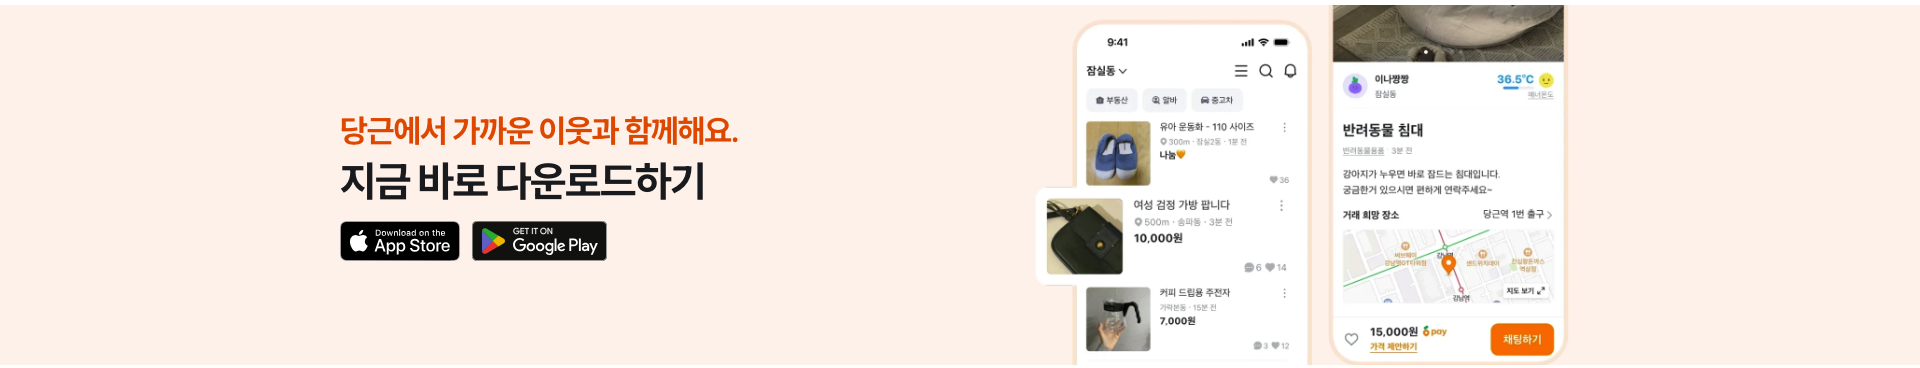 당근에서 가까운 이웃과 함께해요.
지금 바로 다운로드하기
Download on the
App Store
GET IT ON
Google Play
9:41
잠실동
부동산 알바 중고차
유아 운동화 - 110 사이즈
300m · 잠실2동 · 1분 전
나눔🧡
36
여성 검정 가방 팝니다
500m · 송파동 · 3분 전
10,000원
6 14
커피 드립용 주전자
가락본동 · 15분 전
7,000원
3 12
이나짱짱
잠실동
36.5°C
매너온도
반려동물 침대
반려동물용품 · 3분 전
강아지가 누우면 바로 잠드는 침대입니다.
궁금한거 있으시면 편하게 연락주세요~
거래 희망 장소 당근역 1번 출구
강남역
지도 보기
15,000원 pay
가격 제안하기
채팅하기